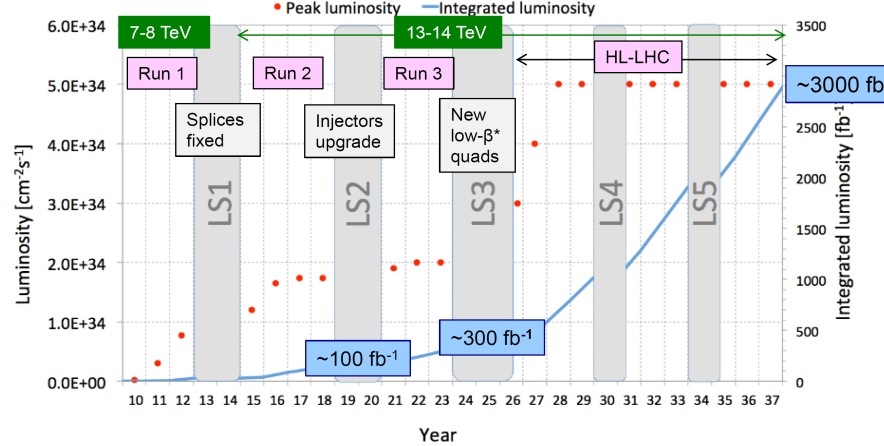 Peak luminosity Integrated luminosity
7-8 TeV
13-14 TeV
Run 1
Run 2
Run 3
HL-LHC
Splices
fixed
Injectors
upgrade
New
low-β*
quads
LS1
LS2
LS3
LS4
LS5
~100 fb-1
~300 fb-1
~3000 fb
Luminosity [cm-2s-1]
6.0E+34
5.0E+34
4.0E+34
3.0E+34
2.0E+34
1.0E+34
0.0E+00
Integrated luminosity [fb-1]
3500
2500
2000
1500
1000
500
0
10 11 12 13 14 15 16 17 18 19 20 21 22 23 24 25 26 27 28 29 30 31 32 33 34 35 36 37
Year